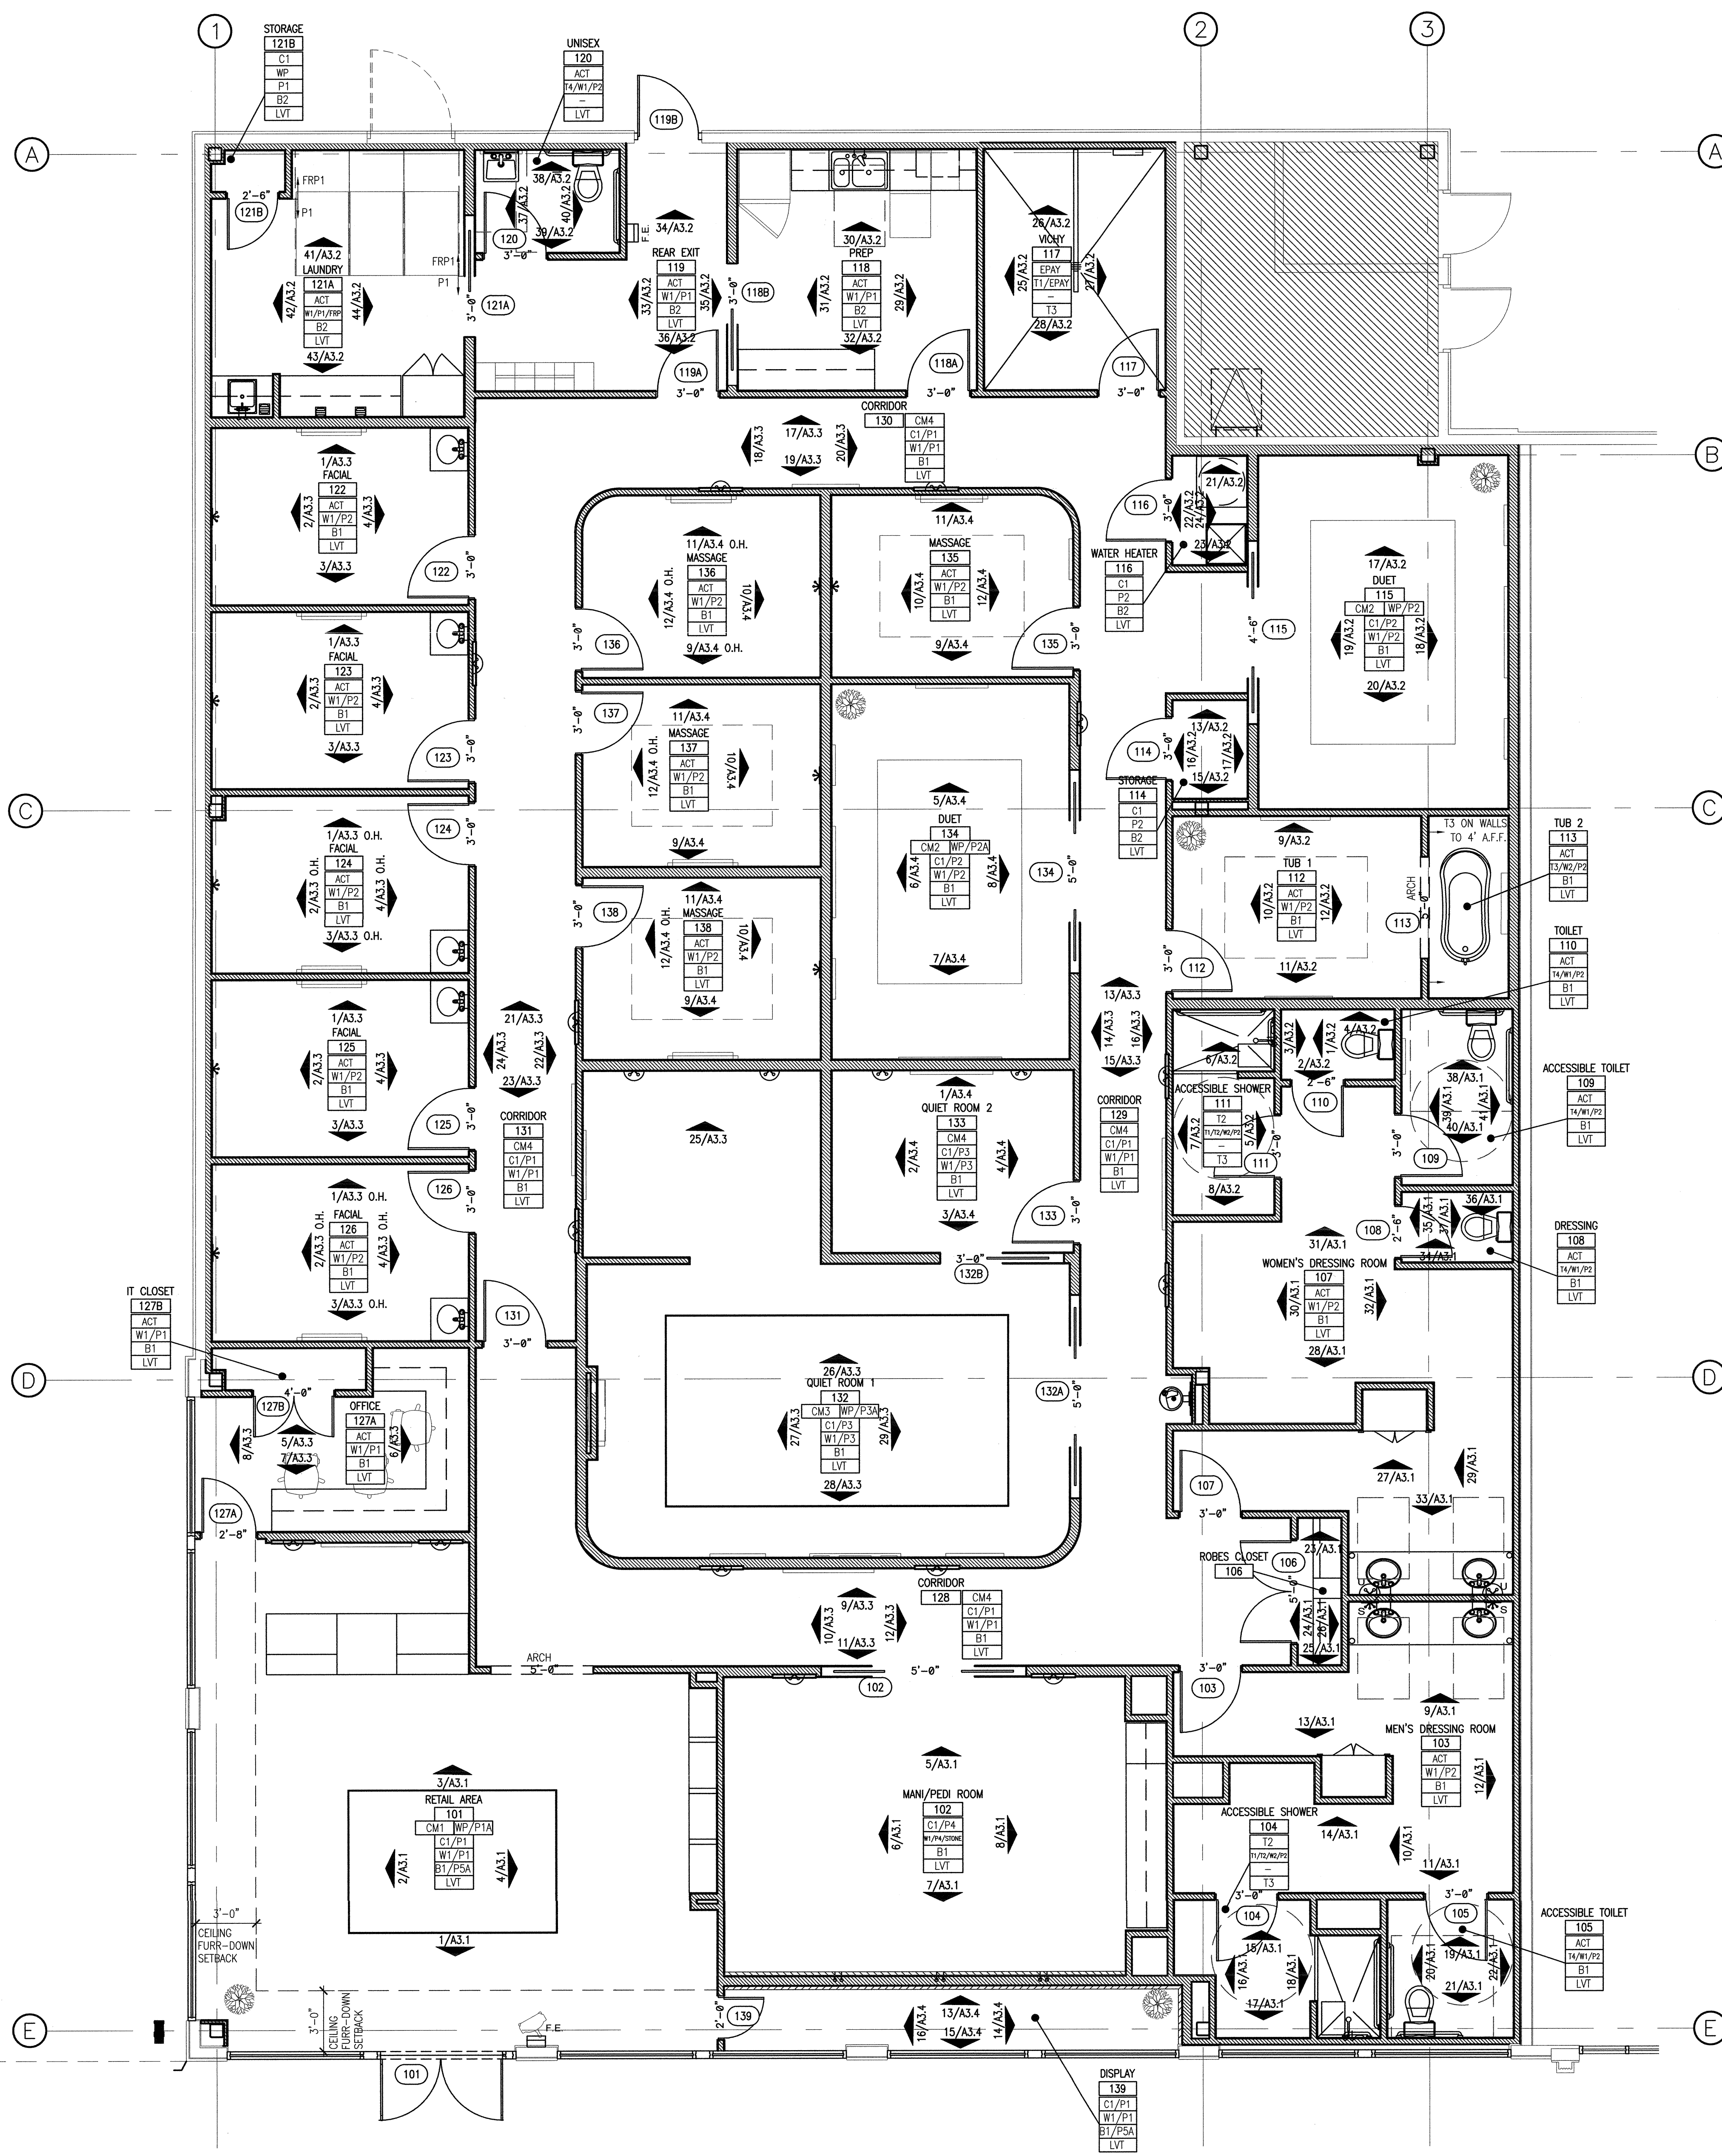 1
2
3
STORAGE
121B
C1
WP
P1
B2
LVT
UNISEX
120
ACT
T4/W1/P2
–
LVT
119B
A
A
2'-6"
121B
FRP1
P1
38/A3.2
37/A3.2
40/A3.2
39/A3.2
120
3'-0"
F.E.
34/A3.2
REAR EXIT
119
ACT
W1/P1
B2
LVT
33/A3.2
35/A3.2
36/A3.2
119A
3'-0"
3'-0"
118B
30/A3.2
PREP
118
ACT
W1/P1
B2
LVT
31/A3.2
29/A3.2
32/A3.2
118A
3'-0"
26/A3.2
VICHY
117
EPAY
T1/EPAY
–
T3
25/A3.2
27/A3.2
28/A3.2
117
3'-0"
41/A3.2
LAUNDRY
121A
ACT
W1/P1/FRP
B2
LVT
42/A3.2
44/A3.2
43/A3.2
FRP1
P1
3'-0"
121A
CORRIDOR
130
CM4
C1/P1
W1/P1
B1
LVT
17/A3.3
18/A3.3
20/A3.3
19/A3.3
B
B
1/A3.3
FACIAL
122
ACT
W1/P2
B1
LVT
2/A3.3
4/A3.3
3/A3.3
122
3'-0"
11/A3.4 O.H.
MASSAGE
136
ACT
W1/P2
B1
LVT
12/A3.4 O.H.
10/A3.4
9/A3.4 O.H.
136
3'-0"
11/A3.4
MASSAGE
135
ACT
W1/P2
B1
LVT
10/A3.4
12/A3.4
9/A3.4
135
3'-0"
116
3'-0"
21/A3.2
22/A3.2
24/A3.2
23/A3.2
WATER HEATER
116
C1
P2
B2
LVT
17/A3.2
DUET
115
CM2
WP/P2
C1/P2
W1/P2
B1
LVT
19/A3.2
18/A3.2
20/A3.2
4'-6"
115
1/A3.3
FACIAL
123
ACT
W1/P2
B1
LVT
2/A3.3
4/A3.3
3/A3.3
123
3'-0"
137
3'-0"
11/A3.4
MASSAGE
137
ACT
W1/P2
B1
LVT
12/A3.4 O.H.
10/A3.4
9/A3.4
114
3'-0"
13/A3.2
16/A3.2
17/A3.2
15/A3.2
STORAGE
114
C1
P2
B2
LVT
C
C
124
3'-0"
1/A3.3 O.H.
FACIAL
124
ACT
W1/P2
B1
LVT
2/A3.3 O.H.
4/A3.3 O.H.
3/A3.3 O.H.
5/A3.4
DUET
134
CM2
WP/P2A
C1/P2
W1/P2
B1
LVT
6/A3.4
8/A3.4
7/A3.4
134
5'-0"
138
3'-0"
11/A3.4
MASSAGE
138
ACT
W1/P2
B1
LVT
12/A3.4 O.H.
10/A3.4
9/A3.4
9/A3.2
TUB 1
112
ACT
W1/P2
B1
LVT
10/A3.2
12/A3.2
11/A3.2
112
3'-0"
T3 ON WALLS
TO 4' A.F.F.
ARCH
5'-0"
113
TUB 2
113
ACT
T3/W2/P2
B1
LVT
TOILET
110
ACT
T4/W1/P2
B1
LVT
1/A3.3
FACIAL
125
ACT
W1/P2
B1
LVT
2/A3.3
4/A3.3
3/A3.3
125
3'-0"
21/A3.3
24/A3.3
22/A3.3
23/A3.3
CORRIDOR
131
CM4
C1/P1
W1/P1
B1
LVT
25/A3.3
1/A3.4
QUIET ROOM 2
133
CM4
C1/P3
W1/P3
B1
LVT
2/A3.4
4/A3.4
3/A3.4
133
3'-0"
13/A3.3
14/A3.3
16/A3.3
15/A3.3
CORRIDOR
129
CM4
C1/P1
W1/P1
B1
LVT
6/A3.2
ACCESSIBLE SHOWER
111
T2
T1/T2/W2/P2
–
T3
7/A3.2
5/A3.2
8/A3.2
3'-0"
111
4/A3.2
3/A3.2
1/A3.2
2/A3.2
2'-6"
110
38/A3.1
39/A3.1
41/A3.1
40/A3.1
3'-0"
109
ACCESSIBLE TOILET
109
ACT
T4/W1/P2
B1
LVT
126
3'-0"
1/A3.3 O.H.
FACIAL
126
ACT
W1/P2
B1
LVT
2/A3.3 O.H.
4/A3.3 O.H.
3/A3.3 O.H.
36/A3.1
35/A3.1
37/A3.1
34/A3.1
108
2'-6"
DRESSING
108
ACT
T4/W1/P2
B1
LVT
31/A3.1
WOMEN'S DRESSING ROOM
107
ACT
W1/P2
B1
LVT
30/A3.1
32/A3.1
28/A3.1
3'-0"
132B
IT CLOSET
127B
ACT
W1/P1
B1
LVT
131
3'-0"
D
D
4'-0"
127B
OFFICE
127A
ACT
W1/P1
B1
LVT
8/A3.3
5/A3.3
7/A3.3
6/A3.3
127A
2'-8"
26/A3.3
QUIET ROOM 1
132
CM3
WP/P3A
C1/P3
W1/P3
B1
LVT
27/A3.3
29/A3.3
28/A3.3
132A
5'-0"
107
3'-0"
27/A3.1
29/A3.1
33/A3.1
ROBES CLOSET
106
106
5'-0"
23/A3.1
24/A3.1
26/A3.1
25/A3.1
U
U
S
S
CORRIDOR
128
CM4
C1/P1
W1/P1
B1
LVT
9/A3.3
10/A3.3
12/A3.3
11/A3.3
ARCH
5'-0"
5'-0"
102
3'-0"
103
13/A3.1
9/A3.1
MEN'S DRESSING ROOM
103
ACT
W1/P2
B1
LVT
12/A3.1
14/A3.1
10/A3.1
11/A3.1
3/A3.1
RETAIL AREA
101
CM1
WP/P1A
C1/P1
W1/P1
B1/P5A
LVT
2/A3.1
4/A3.1
1/A3.1
5/A3.1
MANI/PEDI ROOM
102
C1/P4
W1/P4/STONE
B1
LVT
6/A3.1
8/A3.1
7/A3.1
ACCESSIBLE SHOWER
104
T2
T1/T2/W2/P2
–
T3
3'-0"
104
15/A3.1
16/A3.1
18/A3.1
17/A3.1
3'-0"
105
19/A3.1
20/A3.1
22/A3.1
21/A3.1
ACCESSIBLE TOILET
105
ACT
T4/W1/P2
B1
LVT
3'-0"
CEILING
FURR-DOWN
SETBACK
3'-0"
CEILING
FURR-DOWN
SETBACK
F.E.
2'-0"
139
13/A3.4
16/A3.4
14/A3.4
15/A3.4
E
E
101
DISPLAY
139
C1/P1
W1/P1
B1/P5A
LVT